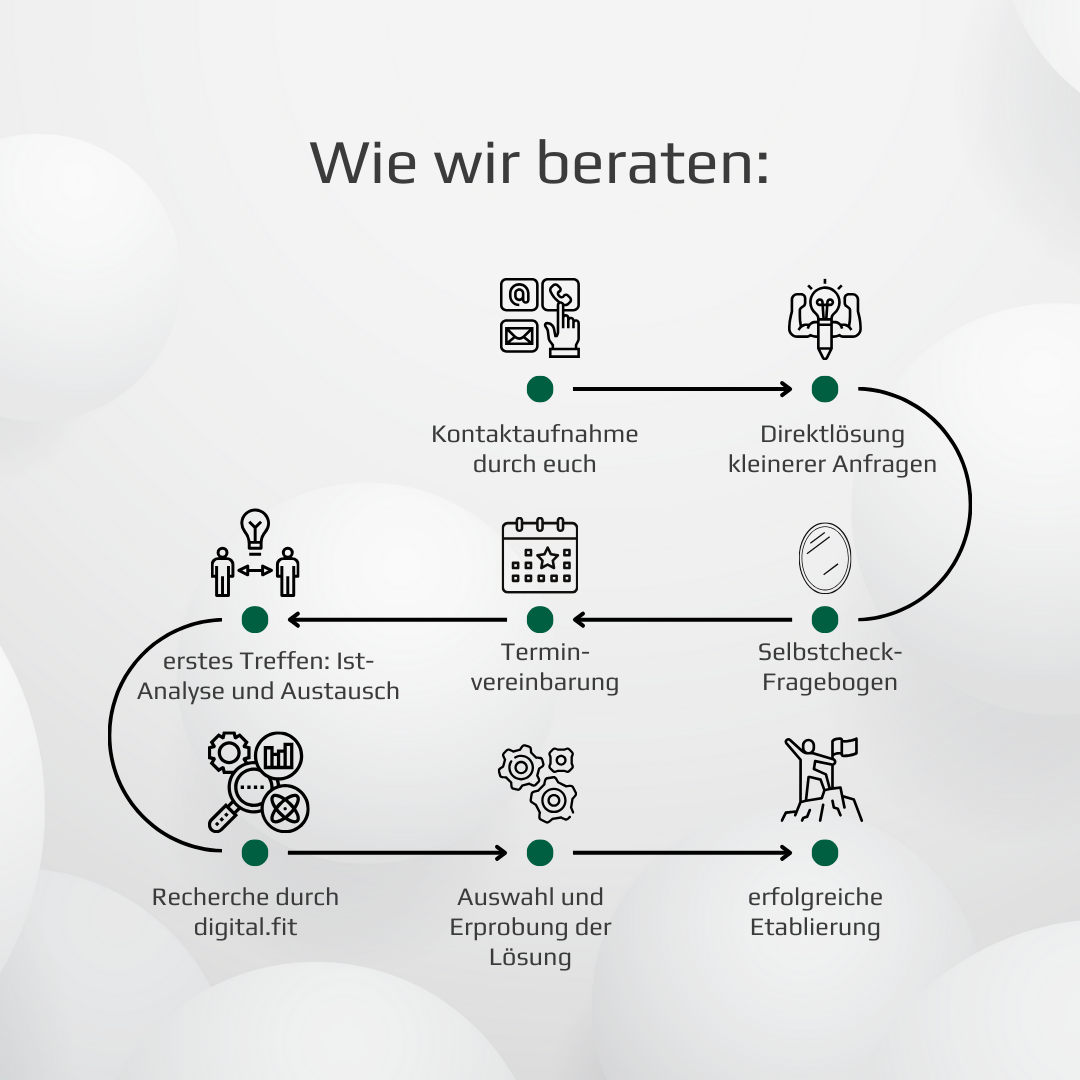 Wie wir beraten:
Kontaktaufnahme
durch euch
Direktlösung
kleinerer Anfragen
Selbstcheck-
Fragebogen
Termin-
vereinbarung
erstes Treffen: Ist-
Analyse und Austausch
Recherche durch
digital.fit
Auswahl und
Erprobung der
Lösung
erfolgreiche
Etablierung